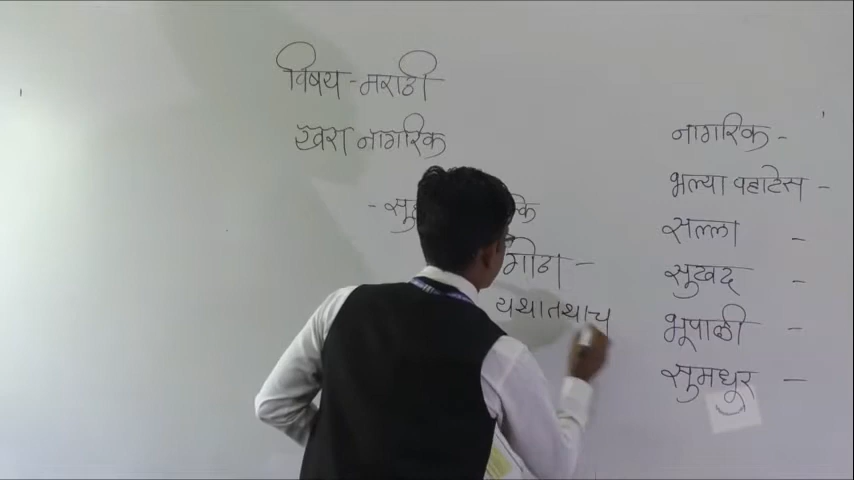 विषय - मराठी
खरा नागरिक
गोठा -
यथातथाच
नागरिक -
भल्या पहाटेस -
सल्ला -
सुखद -
भूपाळी -
सुमधूर -